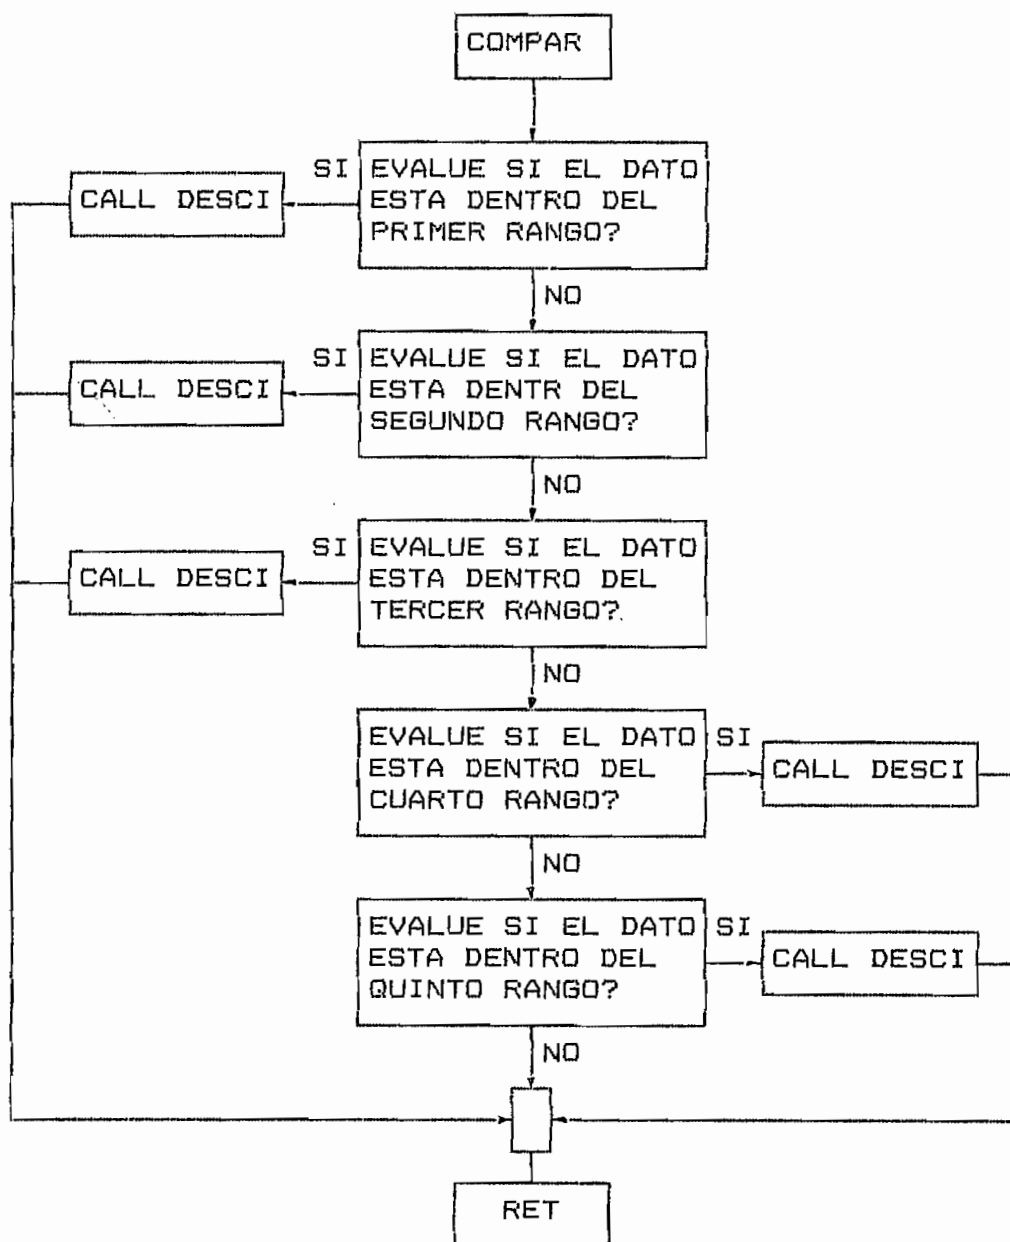 COMPAR
SI
EVALUE SI EL DATO
ESTA DENTRO DEL
PRIMER RANGO?
CALL DESCI
NO
SI
EVALUE SI EL DATO
ESTA DENTR DEL
SEGUNDO RANGO?
CALL DESCI
NO
SI
EVALUE SI EL DATO
ESTA DENTRO DEL
TERCER RANGO?
CALL DESCI
NO
EVALUE SI EL DATO
ESTA DENTRO DEL
CUARTO RANGO?
SI
CALL DESCI
NO
EVALUE SI EL DATO
ESTA DENTRO DEL
QUINTO RANGO?
SI
CALL DESCI
NO
RET